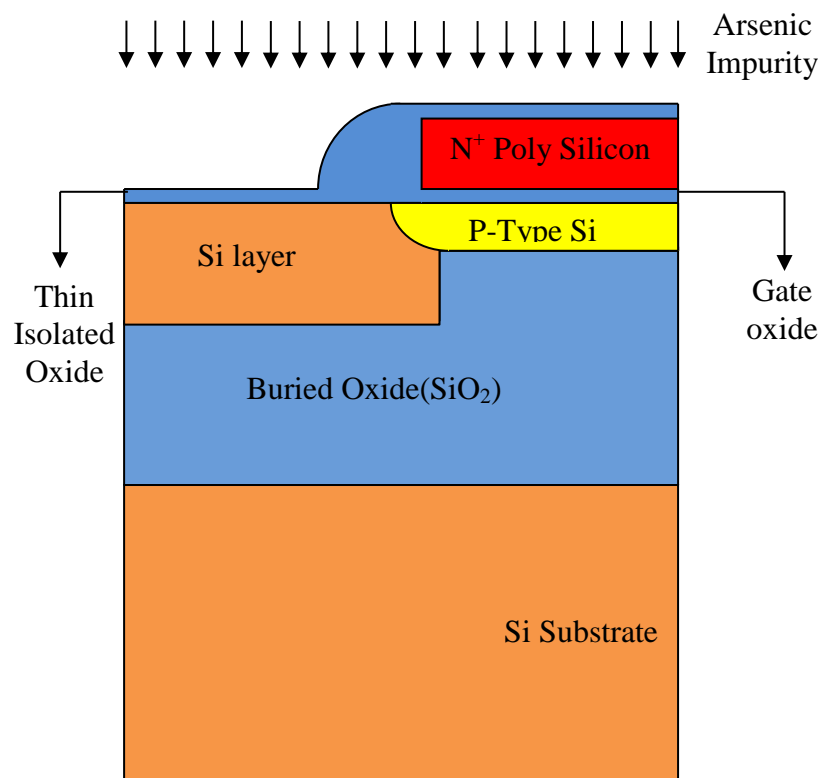 Arsenic
Impurity
N⁺ Poly Silicon
P-Type Si
Si layer
Thin
Isolated
Oxide
Gate
oxide
Buried Oxide(SiO₂)
Si Substrate